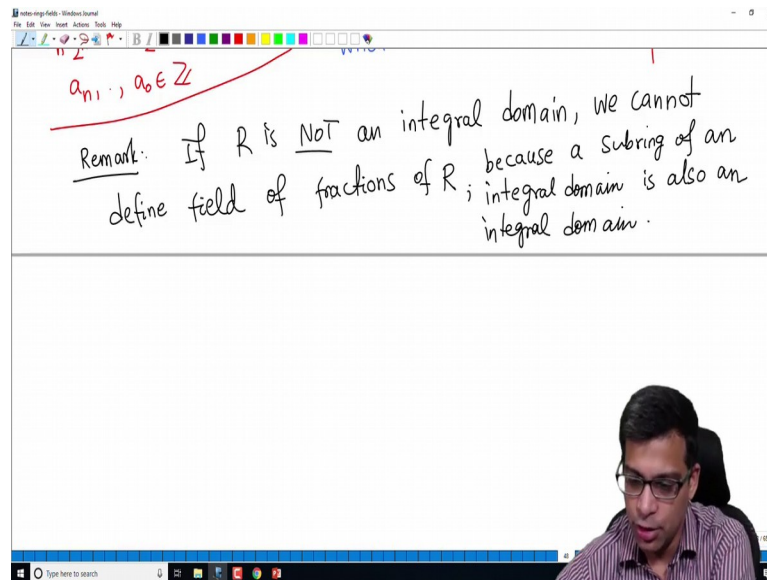 notes-rings-fields - Windows Journal
File Edit View Insert Actions Tools Help
B I
aₙ, ., a₀ ∈ ℤ
Remark: If R is NOT an integral domain, we cannot
define field of fractions of R; because a subring of an
integral domain is also an
integral domain.
Type here to search